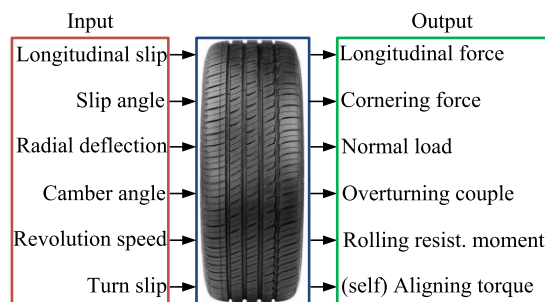 Input
Output
Longitudinal slip
Longitudinal force
Slip angle
Cornering force
Radial deflection
Normal load
Camber angle
Overturning couple
Revolution speed
Rolling resist. moment
Turn slip
(self) Aligning torque